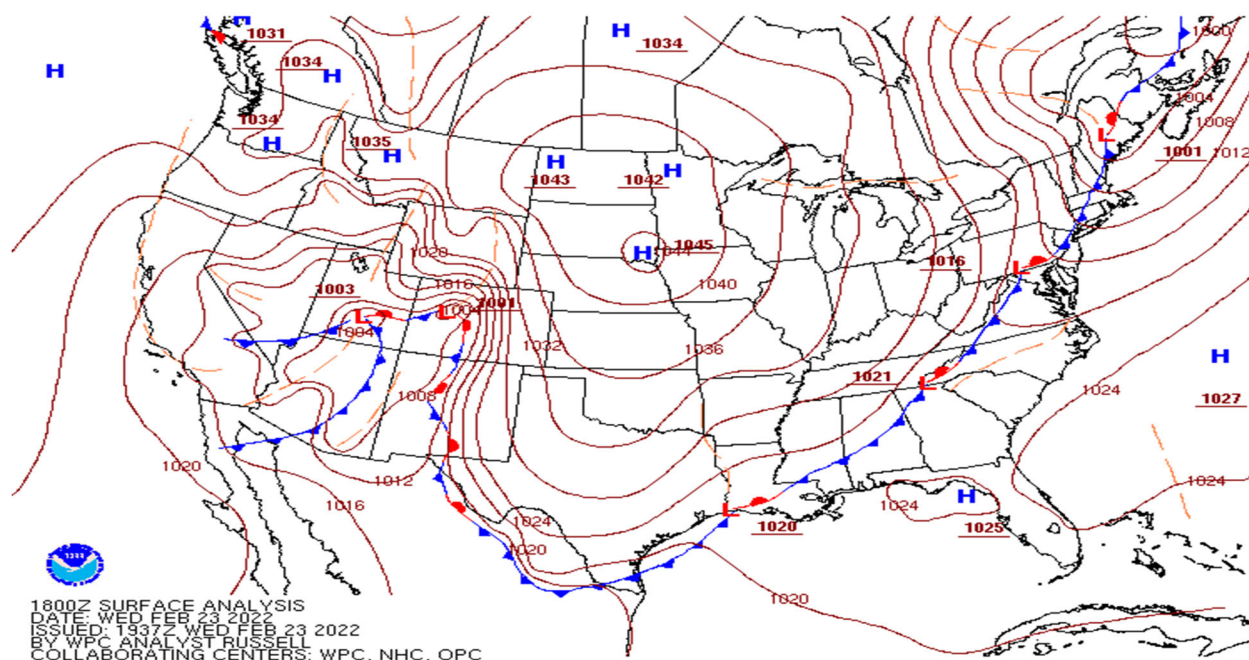 H
1031
1000
H
1034
H
1034
H
H
1004
1034
H
1035
H
1008
L
1001
1012
H
1043
1042
H
1045
1044
H
1028
1016
L
1016
1003
1040
L
1004
1001
L
1004
1032
1036
H
1021
L
1008
1024
1027
1020
1012
1024
1016
1024
H
L
1020
1025
1024
1020
1020
1800Z SURFACE ANALYSIS
DATE: WED FEB 23 2022
ISSUED: 1937Z WED FEB 23 2022
BY WPC ANALYST RUSSELL
COLLABORATING CENTERS: WPC, NHC, OPC